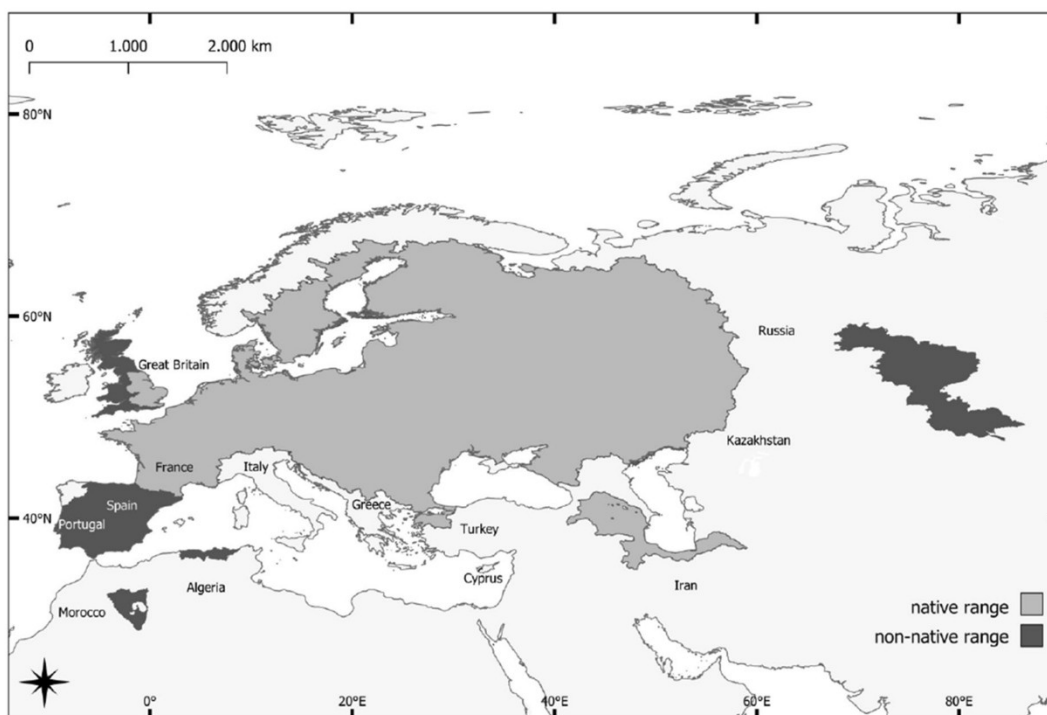 0 1.000 2.000 km
80°N
60°N
Russia
Great Britain
Kazakhstan
France
Italy
Spain
Greece
40°N
Portugal
Turkey
Cyprus
Algeria
Iran
Morocco
native range
non-native range
0° 20°E 40°E 60°E 80°E